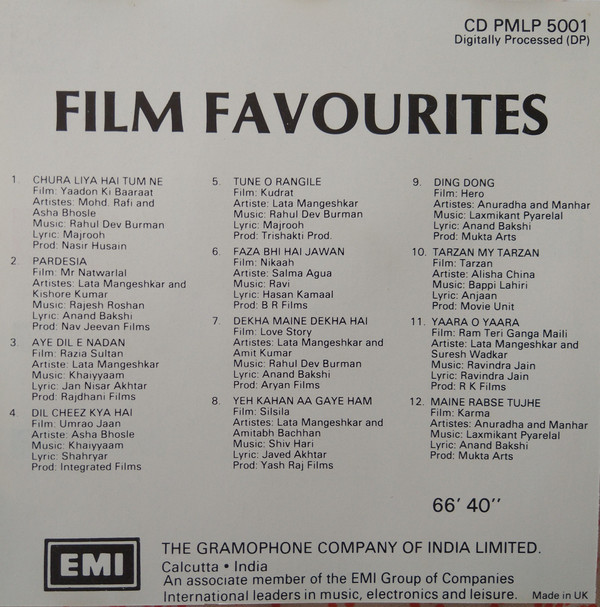 CD PMLP 5001
Digitally Processed (DP)
FILM FAVOURITES
1. CHURA LIYA HAI TUM NE
Film: Yaadon Ki Baaraat
Artistes: Mohd. Rafi and
Asha Bhosle
Music: Rahul Dev Burman
Lyric: Majrooh
Prod: Nasir Husain
2. PARDESIA
Film: Mr Natwarlal
Artistes: Lata Mangeshkar and
Kishore Kumar
Music: Rajesh Roshan
Lyric: Anand Bakshi
Prod: Nav Jeevan Films
3. AYE DIL E NADAN
Film: Razia Sultan
Artiste: Lata Mangeshkar
Music: Khaiyyaam
Lyric: Jan Nisar Akhtar
Prod: Rajdhani Films
4. DIL CHEEZ KYA HAI
Film: Umrao Jaan
Artiste: Asha Bhosle
Music: Khaiyyaam
Lyric: Shahryar
Prod: Integrated Films
5. TUNE O RANGILE
Film: Kudrat
Artiste: Lata Mangeshkar
Music: Rahul Dev Burman
Lyric: Majrooh
Prod: Trishakti Prod.
6. FAZA BHI HAI JAWAN
Film: Nikaah
Artiste: Salma Agua
Music: Ravi
Lyric: Hasan Kamaal
Prod: B R Films
7. DEKHA MAINE DEKHA HAI
Film: Love Story
Artistes: Lata Mangeshkar and
Amit Kumar
Music: Rahul Dev Burman
Lyric: Anand Bakshi
Prod: Aryan Films
8. YEH KAHAN AA GAYE HAM
Film: Silsila
Artistes: Lata Mangeshkar and
Amitabh Bachhan
Music: Shiv Hari
Lyric: Javed Akhtar
Prod: Yash Raj Films
9. DING DONG
Film: Hero
Artistes: Anuradha and Manhar
Music: Laxmikant Pyarelal
Lyric: Anand Bakshi
Prod: Mukta Arts
10. TARZAN MY TARZAN
Film: Tarzan
Artiste: Alisha China
Music: Bappi Lahiri
Lyric: Anjaan
Prod: Movie Unit
11. YAARA O YAARA
Film: Ram Teri Ganga Maili
Artistes: Lata Mangeshkar and
Suresh Wadkar
Music: Ravindra Jain
Lyric: Ravindra Jain
Prod: R K Films
12. MAINE RABSE TUJHE
Film: Karma
Artistes: Anuradha and Manhar
Music: Laxmikant Pyarelal
Lyric: Anand Bakshi
Prod: Mukta Arts
66' 40''
EMI
THE GRAMOPHONE COMPANY OF INDIA LIMITED.
Calcutta • India
An associate member of the EMI Group of Companies
International leaders in music, electronics and leisure. Made in UK